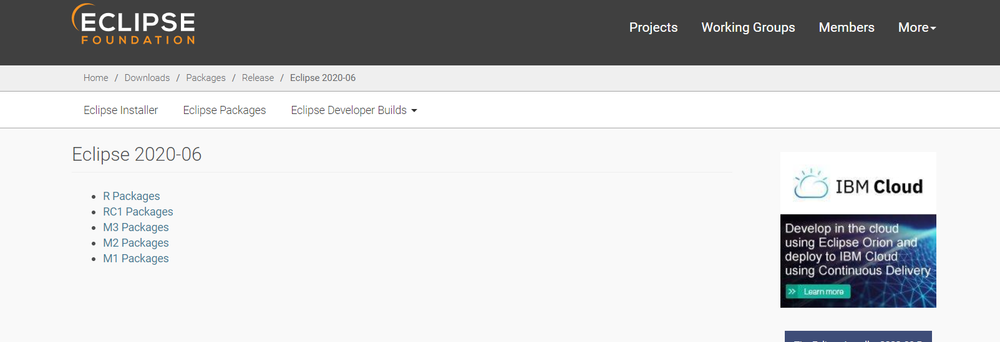 ECLIPSE
FOUNDATION
Projects Working Groups Members More
Home / Downloads / Packages / Release / Eclipse 2020-06
Eclipse Installer Eclipse Packages Eclipse Developer Builds
Eclipse 2020-06
R Packages
RC1 Packages
M3 Packages
M2 Packages
M1 Packages
IBM Cloud
Develop in the cloud
using Eclipse Orion and
deploy to IBM Cloud
using Continuous Delivery
Learn more